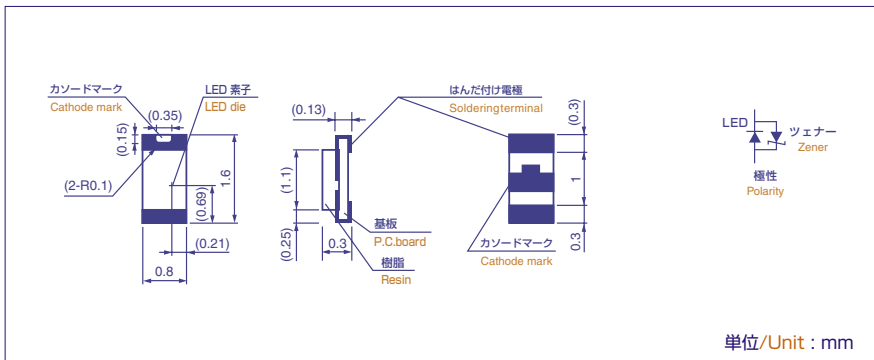 カソードマーク
Cathode mark
LED 素子
LED die
(0.35)
(0.15)
(2-R0.1)
1.6
(0.69)
(0.21)
0.8
(0.13)
はんだ付け電極
Solderingterminal
(1.1)
(0.25)
0.3
基板
P.C.board
樹脂
Resin
(0.3)
1
0.3
カソードマーク
Cathode mark
LED
ツェナー
Zener
極性
Polarity
単位/Unit : mm